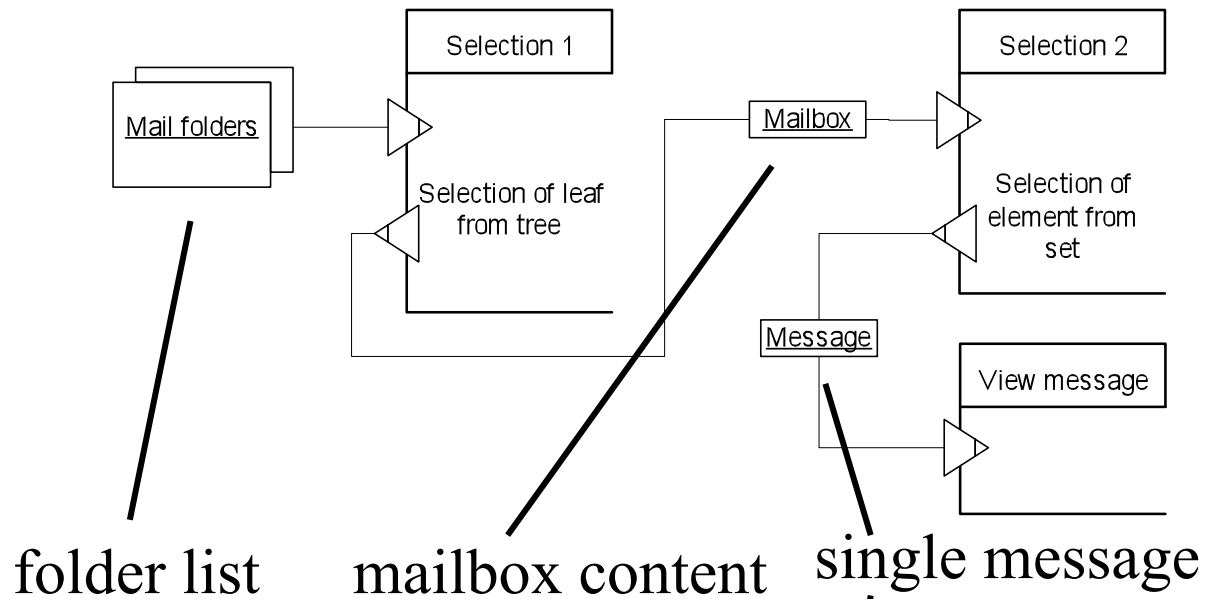 Selection 1
Selection 2
Mail folders
Mailbox
Selection of leaf
from tree
Selection of
element from
set
Message
View message
folder list
mailbox content
single message